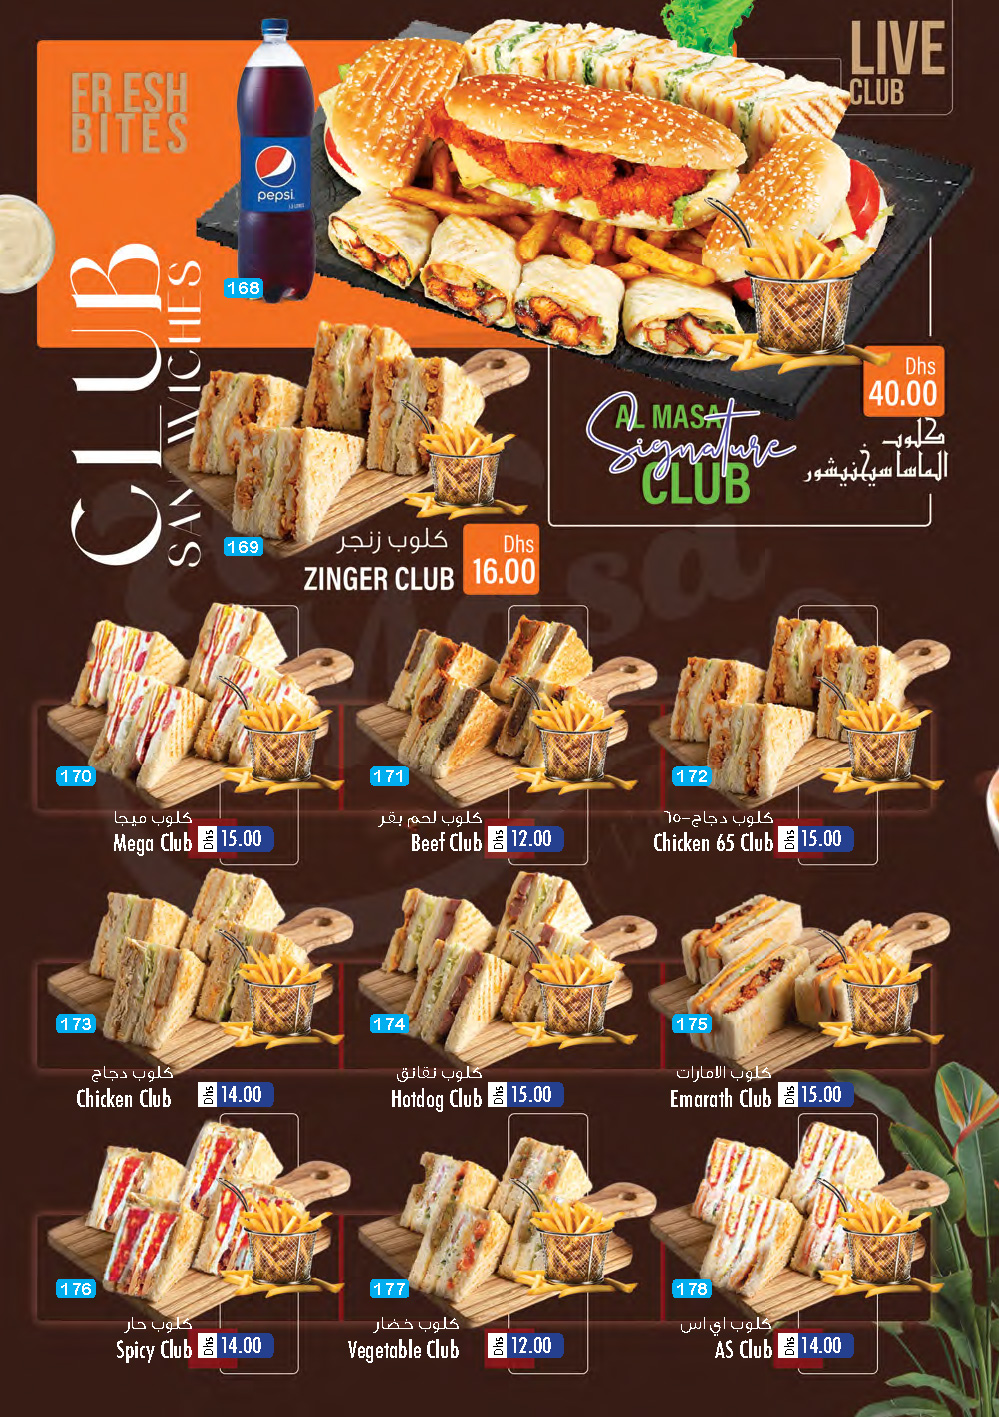 LIVE
CLUB
FRESH
BITES
pepsi
CLUB
SANDWICHES
168
Dhs
40.00
AL MASA
Signature
CLUB
كلوب
الماسا سيخنيشور
169
كلوب زنجر
ZINGER CLUB
Dhs
16.00
170
كلوب ميجا
Mega Club
Dhs 15.00
171
كلوب لحم بقر
Beef Club
Dhs 12.00
172
كلوب دجاج-٦٥
Chicken 65 Club
Dhs 15.00
173
كلوب دجاج
Chicken Club
Dhs 14.00
174
كلوب نقانق
Hotdog Club
Dhs 15.00
175
كلوب الامارات
Emarath Club
Dhs 15.00
176
كلوب حار
Spicy Club
Dhs 14.00
177
كلوب خضار
Vegetable Club
Dhs 12.00
178
كلوب اي اس
AS Club
Dhs 14.00